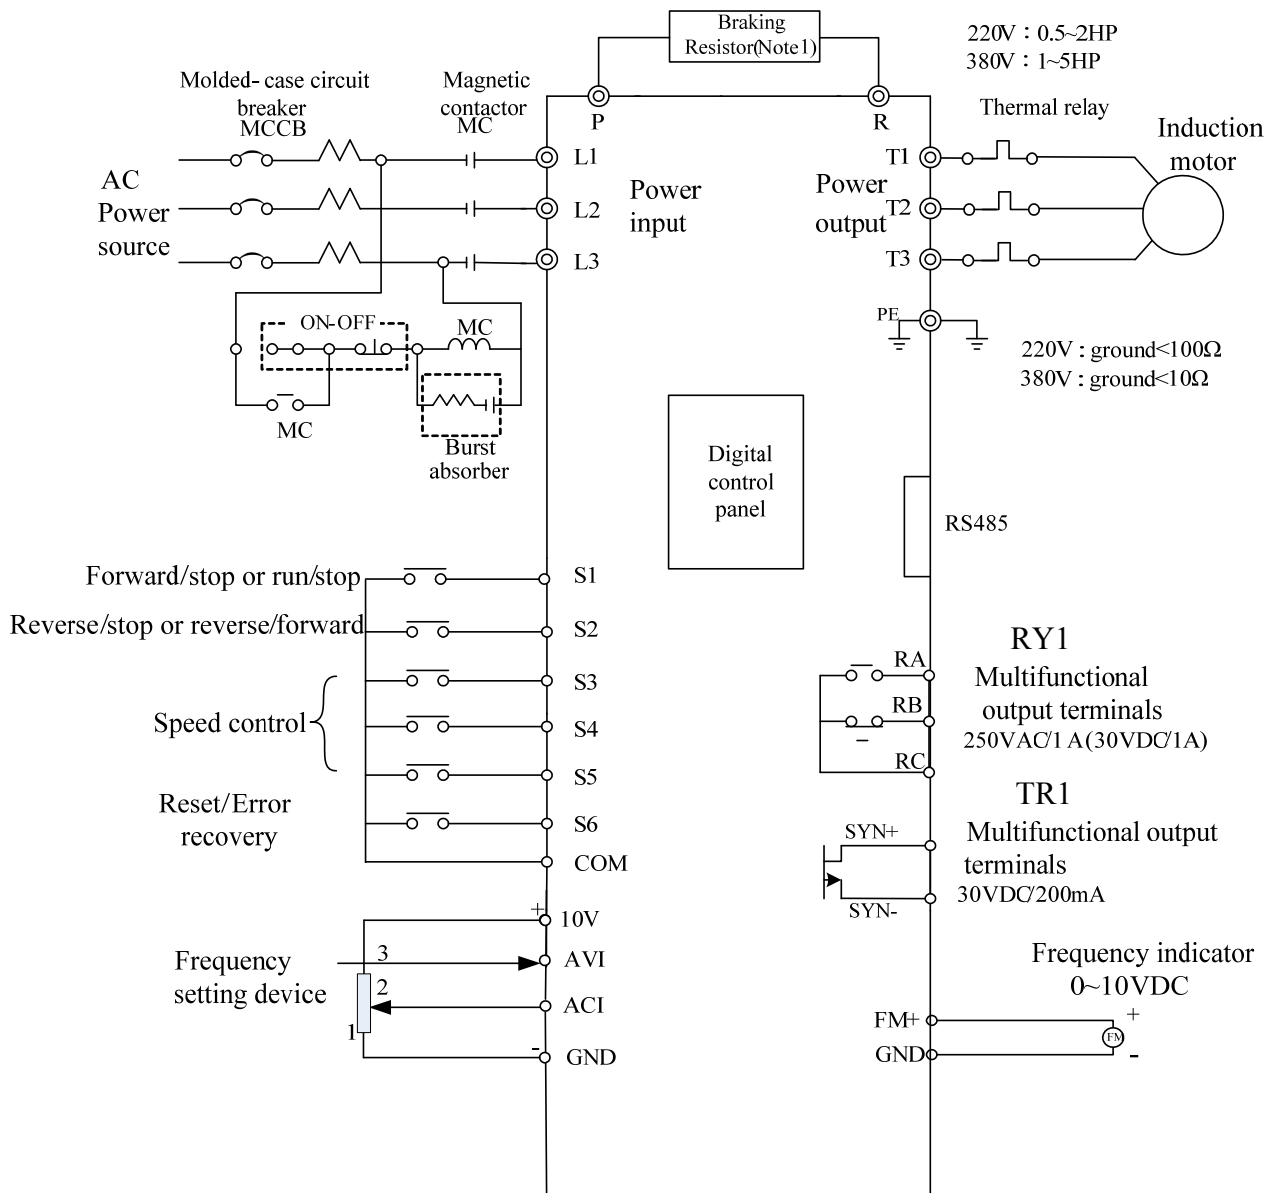 Braking
Resistor(Note1)
220V : 0.5~2HP
380V : 1~5HP
Molded-case circuit
breaker
MCCB
Magnetic
contactor
MC
P
R
Thermal relay
Induction
motor
AC
Power
source
L1
L2
L3
Power
input
Power
output
T1
T2
T3
PE
220V : ground<100Ω
380V : ground<10Ω
ON-OFF
MC
MC
Burst
absorber
Digital
control
panel
RS485
Forward/stop or run/stop
S1
Reverse/stop or reverse/forward
S2
Speed control
S3
S4
S5
Reset/Error
recovery
S6
COM
RA
RB
RC
RY1
Multifunctional
output terminals
250VAC/1A(30VDC/1A)
TR1
Multifunctional output
terminals
30VDC/200mA
SYN+
SYN-
Frequency
setting device
+
10V
3
AVI
2
ACI
1
-
GND
Frequency indicator
0~10VDC
FM+
GND
+
FM
-